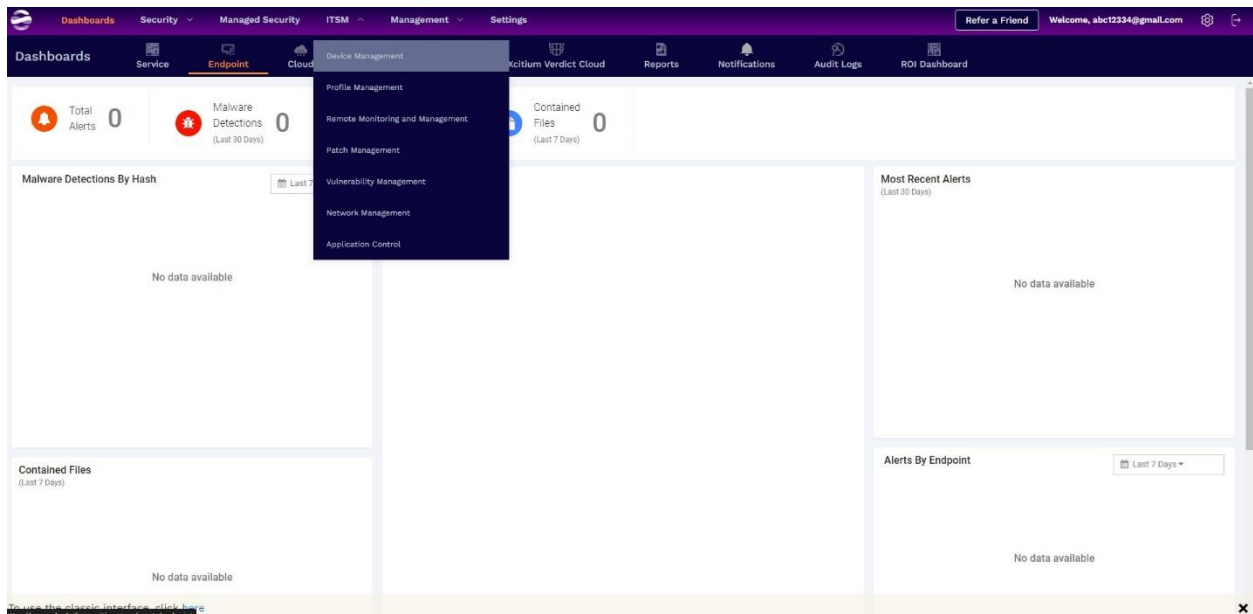 Dashboards Security Managed Security ITSM Management Settings Refer a Friend Welcome, abc12334@gmail.com
Dashboards Service Endpoint Cloud Xcitium Verdict Cloud Reports Notifications Audit Logs ROI Dashboard
Device Management
Profile Management
Remote Monitoring and Management
Patch Management
Vulnerability Management
Network Management
Application Control
Total
Alerts 0
Malware
Detections 0
(Last 30 Days)
Contained
Files 0
(Last 7 Days)
Malware Detections By Hash
Last 7
No data available
Most Recent Alerts
(Last 30 Days)
No data available
Contained Files
(Last 7 Days)
No data available
Alerts By Endpoint
Last 7 Days
No data available
To use the classic interface, click here